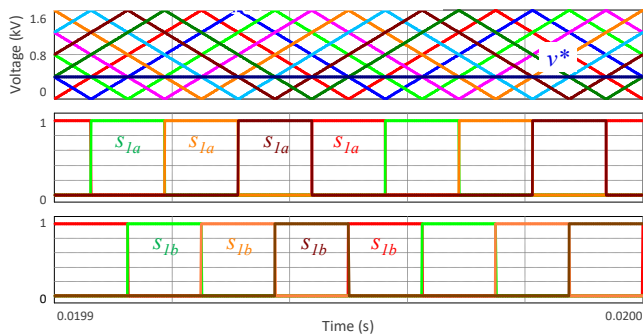 Voltage (kV)
1.6
0.8
0
v*
1
0
S1a S1a S1a S1a
1
0
S1b S1b S1b S1b
0.0199 Time (s) 0.0200